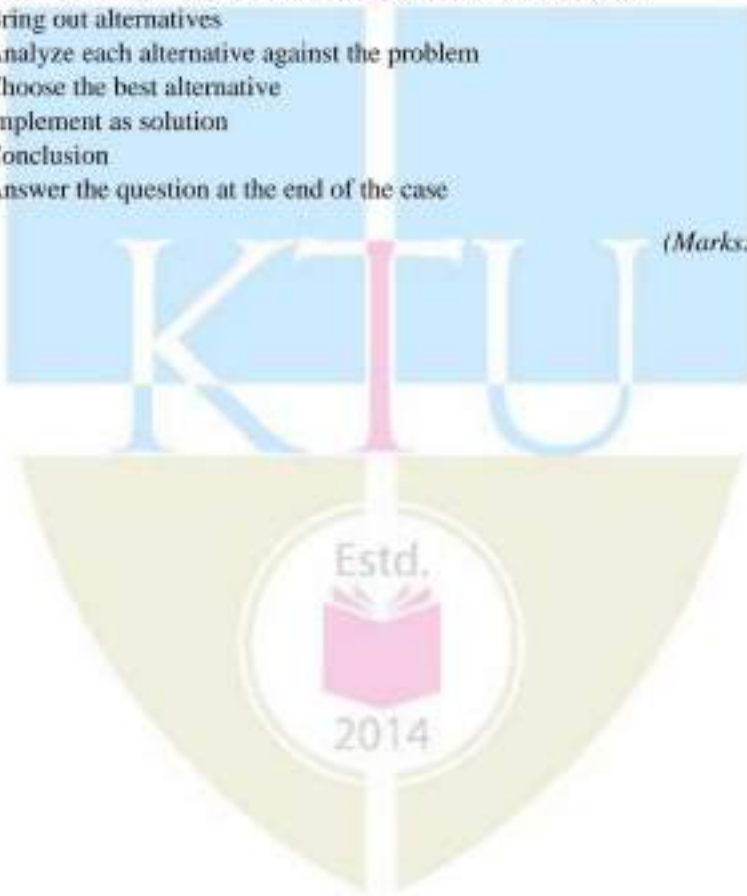 ring out alternatives
nalyze each alternative against the problem
hoose the best alternative
mplement as solution
onclusion
nswer the question at the end of the case
(Marks:
KTU
Estd.
2014